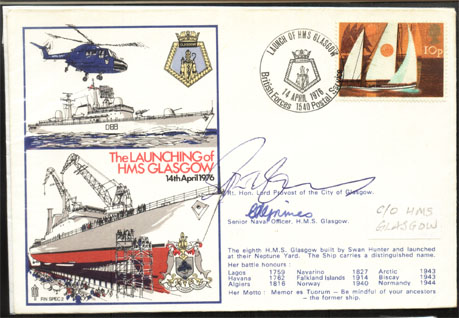 GLASGOW
LAUNCH OF HMS GLASGOW
14 APRIL 1976
British Forces 1540 Postal Service
10p
D88
The LAUNCHING of
HMS GLASGOW
14th April 1976
Rt. Hon. Lord Provost of the City of Glasgow.
Senior Naval Officer, H.M.S. Glasgow.
C/O HMS
GLASGOW
The eighth H.M.S. Glasgow built by Swan Hunter and launched
at their Neptune Yard. The Ship carries a distinguished name.
Her battle honours:
Lagos 1759 Navarino 1827 Arctic 1943
Havana 1762 Falkland Islands 1914 Biscay 1943
Algiers 1816 Norway 1940 Normandy 1944
Her Motto: Memor es Tuorum - Be mindful of your ancestors
- the former ship.
RN SPEC 3